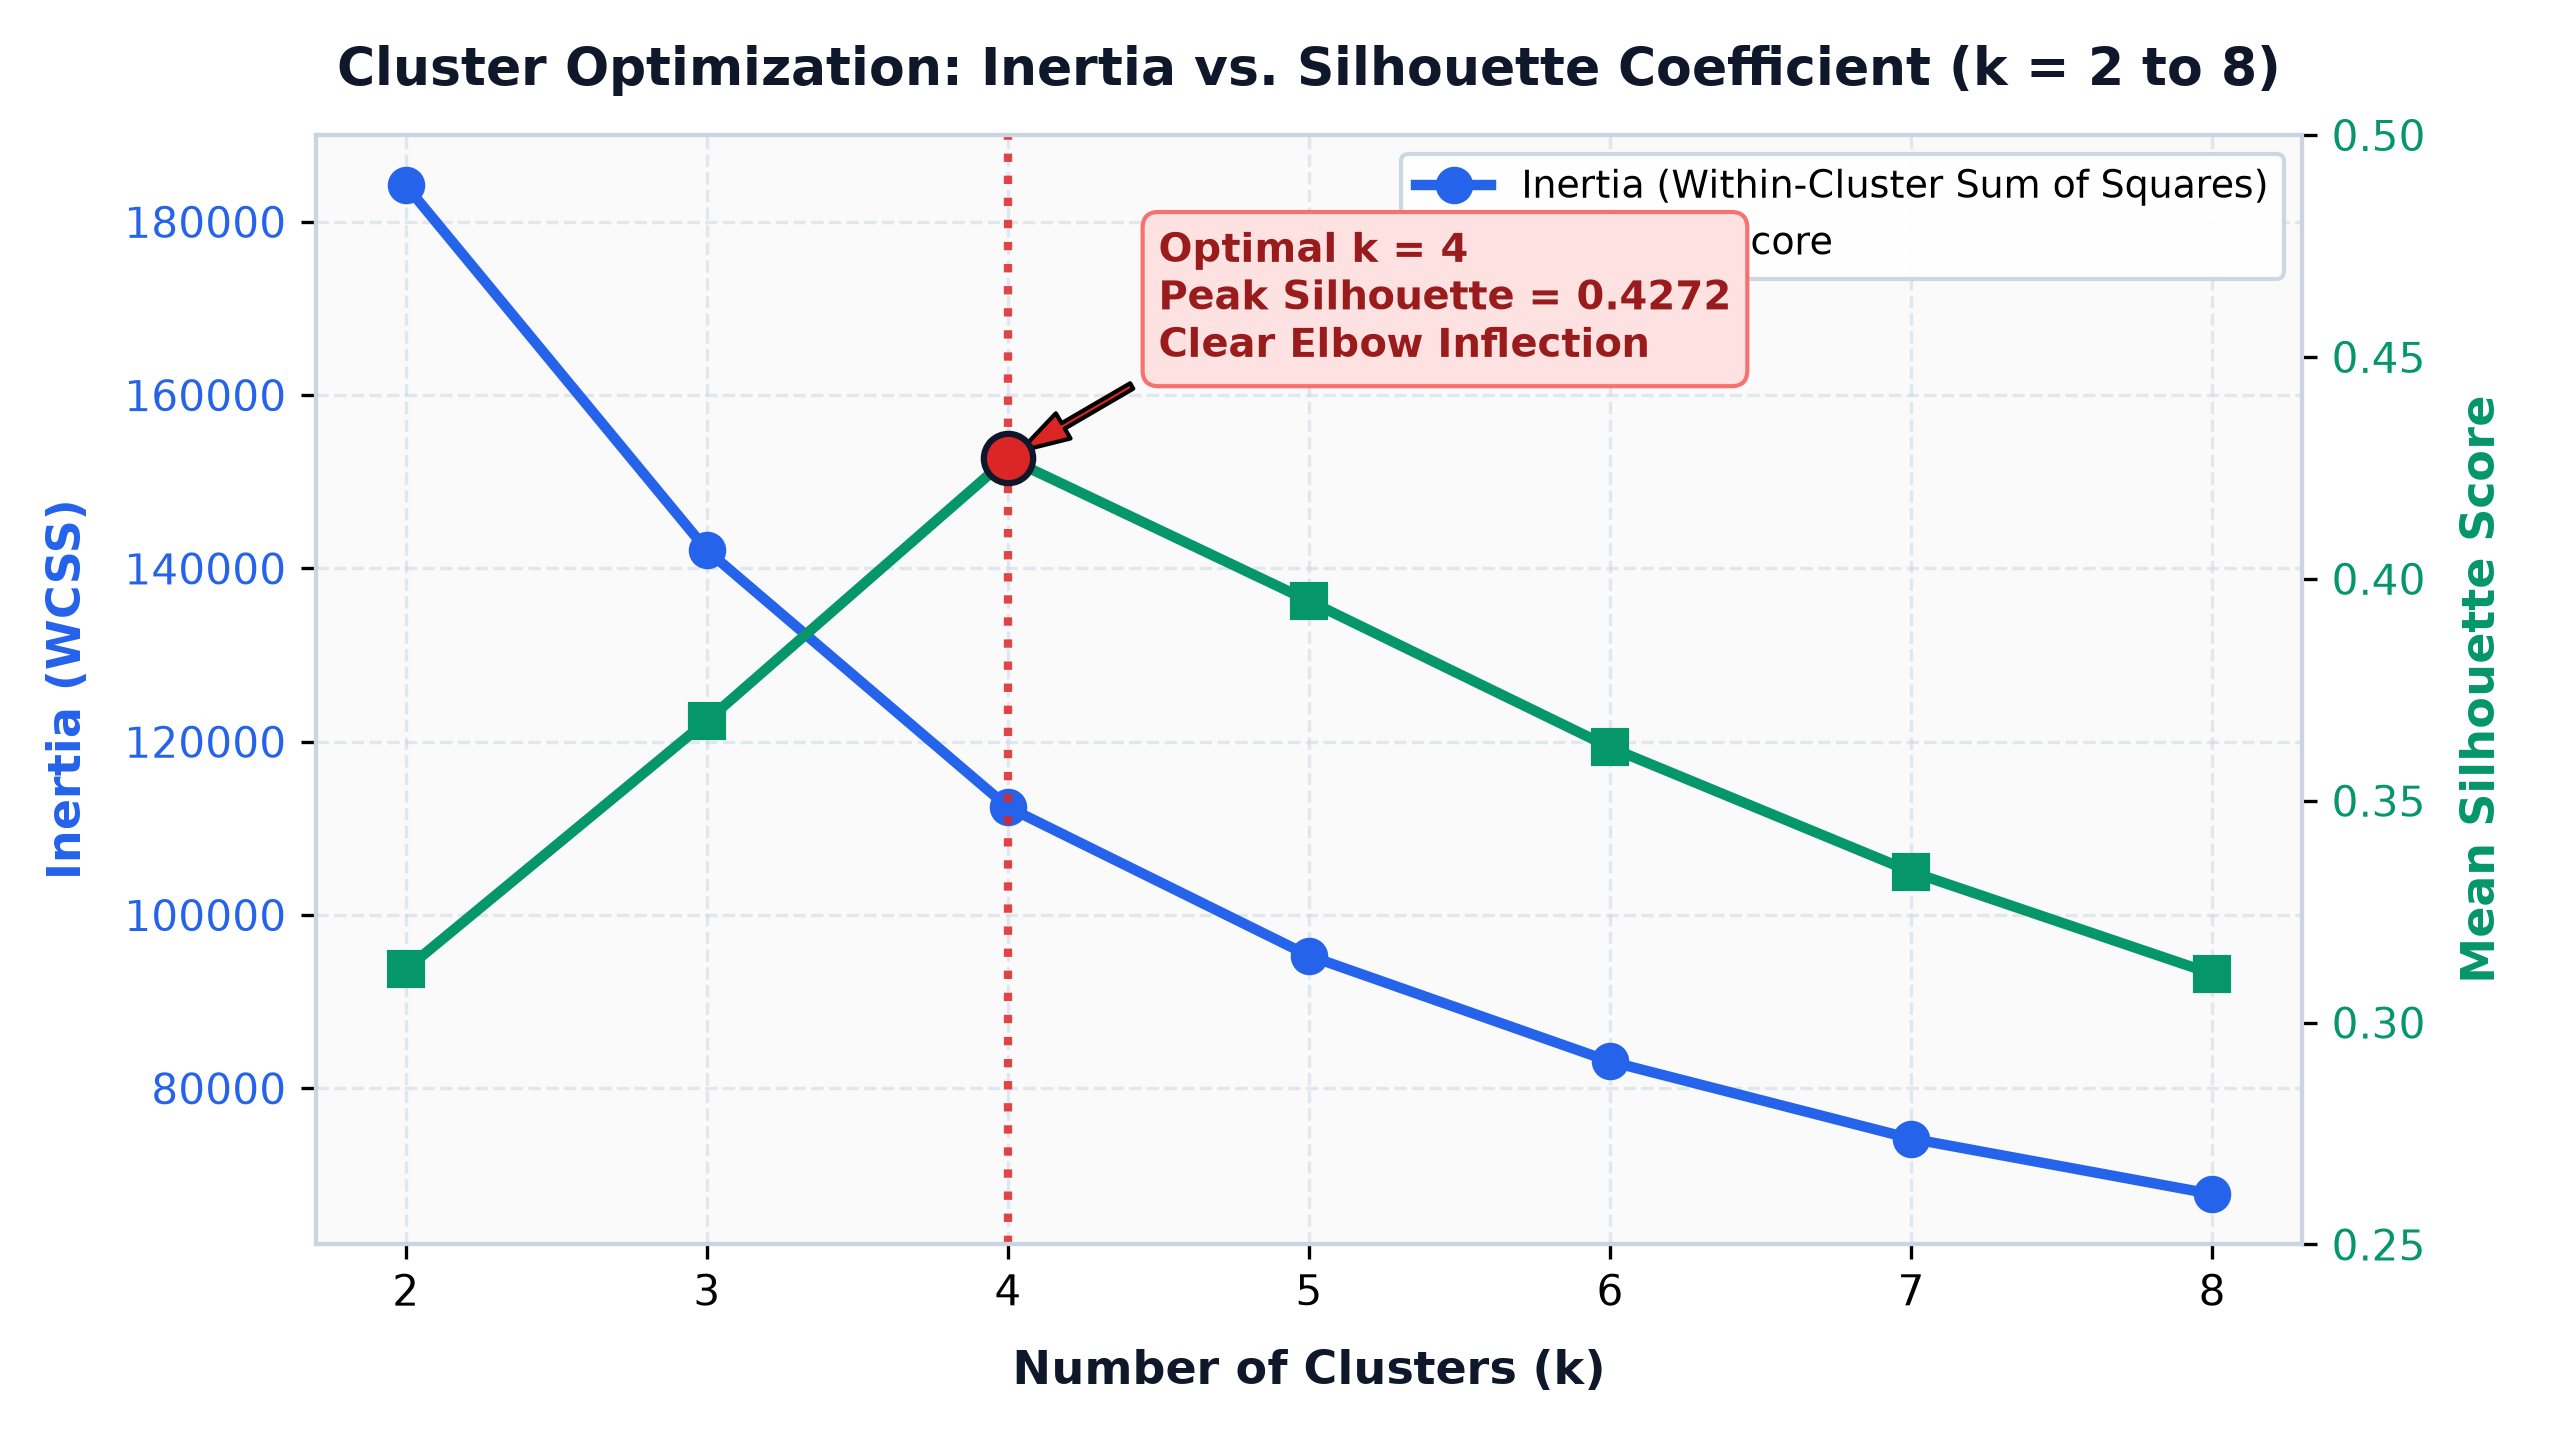 Cluster Optimization: Inertia vs. Silhouette Coefficient (k = 2 to 8)
Inertia (Within-Cluster Sum of Squares)
core
Optimal k = 4
Peak Silhouette = 0.4272
Clear Elbow Inflection
Inertia (WCSS)
180000
160000
140000
120000
100000
80000
0.50
0.45
0.40
0.35
0.30
0.25
Mean Silhouette Score
2 3 4 5 6 7 8
Number of Clusters (k)